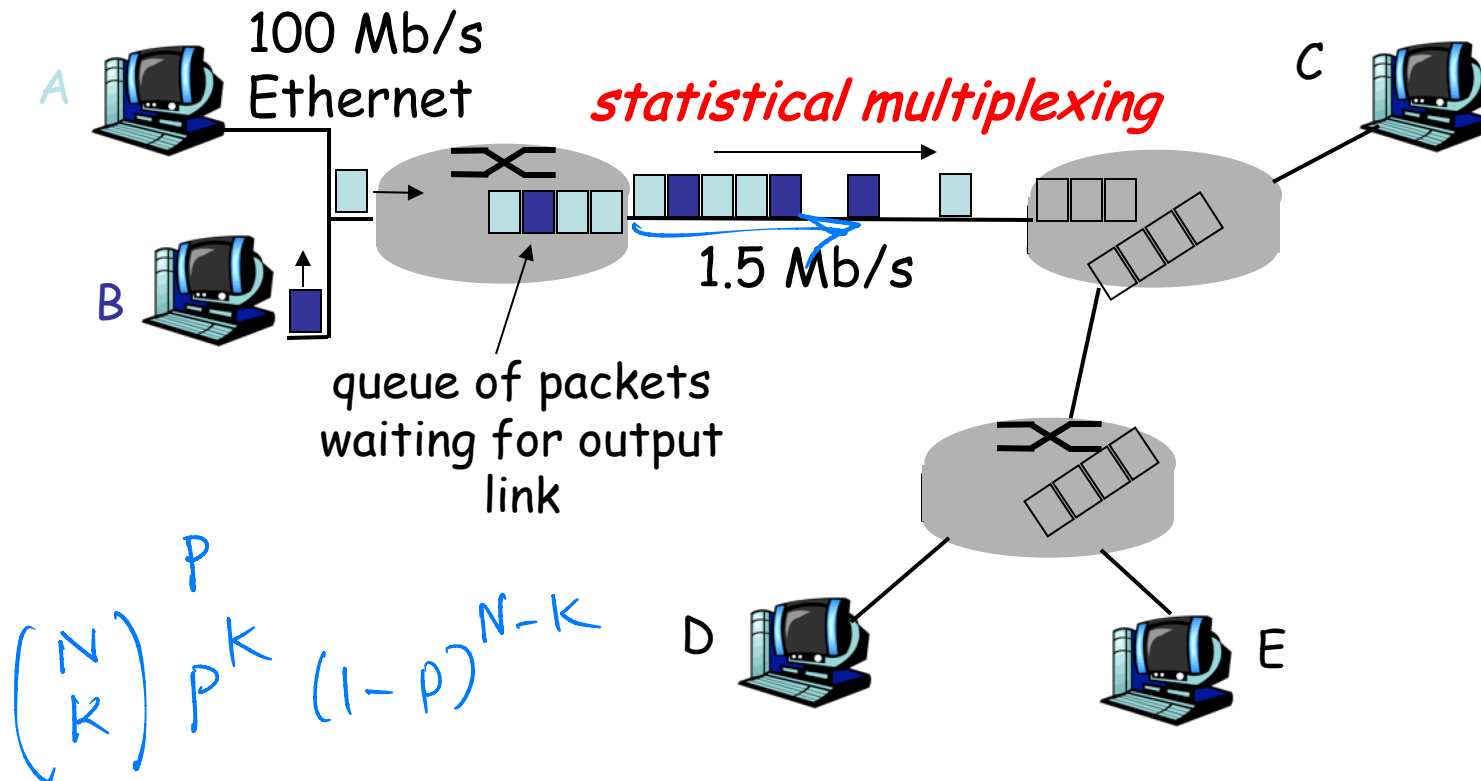 A
100 Mb/s
Ethernet
statistical multiplexing
C
B
1.5 Mb/s
queue of packets
waiting for output
link
P
(N K) P^K (1-P)^{N-K}
D
E